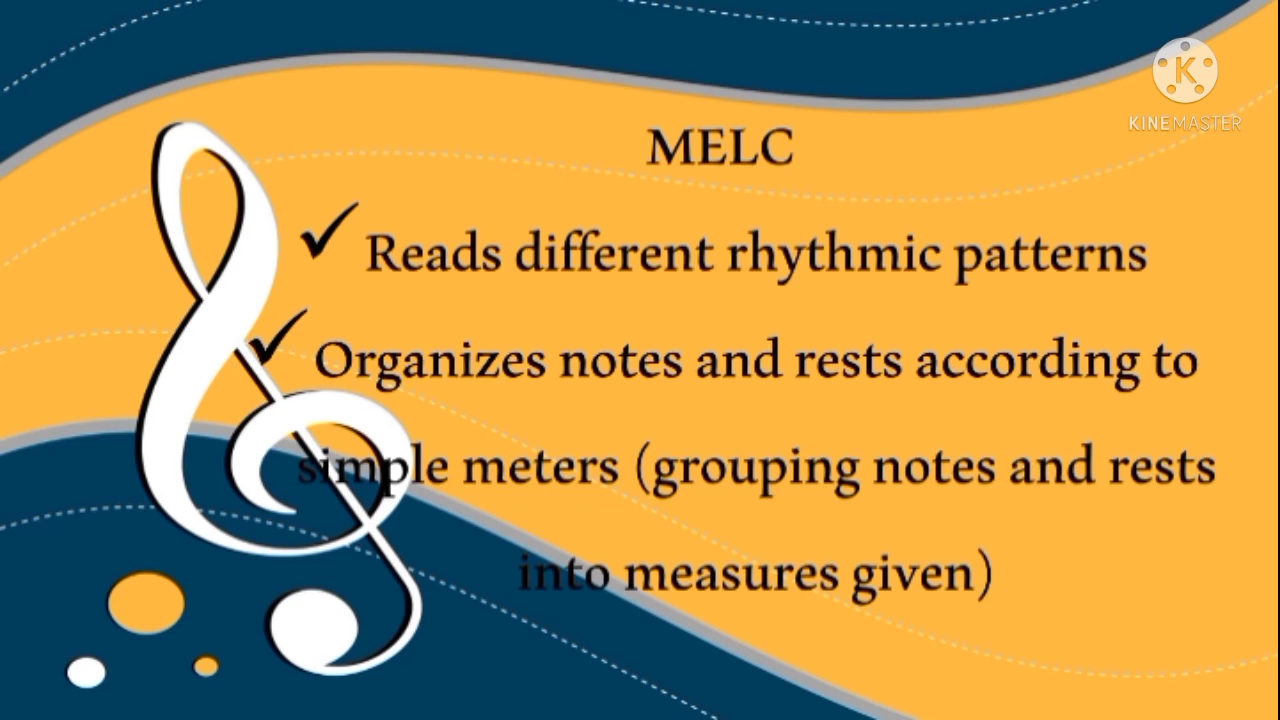 KINEMASTER
MELC
✓ Reads different rhythmic patterns
✓ Organizes notes and rests according to
simple meters (grouping notes and rests
into measures given)